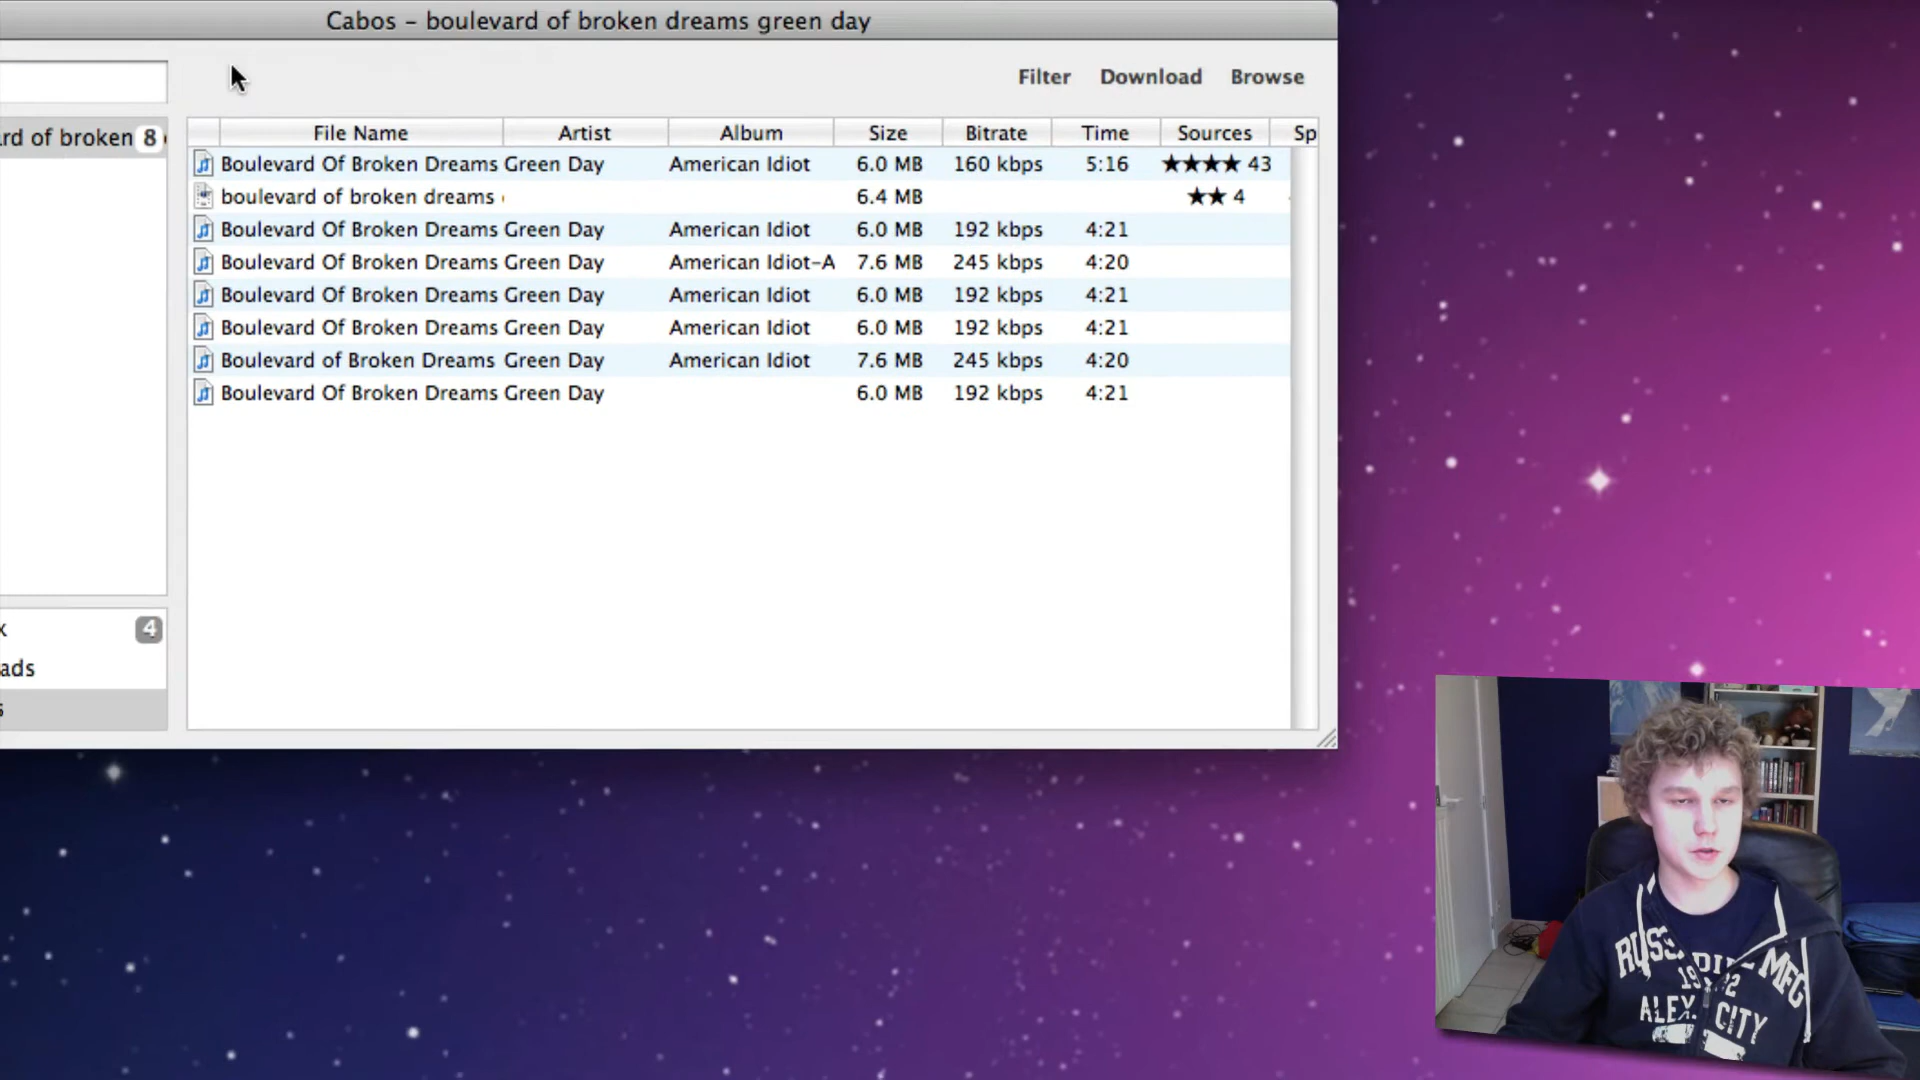 Cabos – boulevard of broken dreams green day
Filter Download Browse
rd of broken 8
File Name Artist Album Size Bitrate Time Sources Sp
Boulevard Of Broken Dreams Green Day American Idiot 6.0 MB 160 kbps 5:16 ★★★★ 43
boulevard of broken dreams 6.4 MB ★★ 4
Boulevard Of Broken Dreams Green Day American Idiot 6.0 MB 192 kbps 4:21
Boulevard Of Broken Dreams Green Day American Idiot-A 7.6 MB 245 kbps 4:20
Boulevard Of Broken Dreams Green Day American Idiot 6.0 MB 192 kbps 4:21
Boulevard Of Broken Dreams Green Day American Idiot 6.0 MB 192 kbps 4:21
Boulevard of Broken Dreams Green Day American Idiot 7.6 MB 245 kbps 4:20
Boulevard Of Broken Dreams Green Day 6.0 MB 192 kbps 4:21
x 4
ads
s
MFG
ALEX CITY